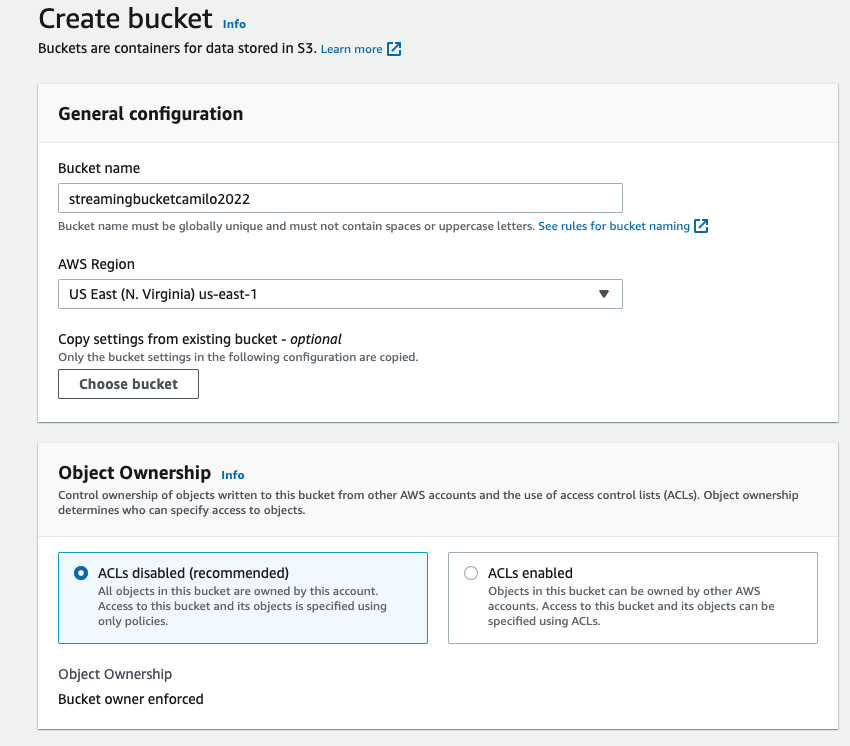 Create bucket Info
Buckets are containers for data stored in S3. Learn more
General configuration
Bucket name
streamingbucketcamilo2022
Bucket name must be globally unique and must not contain spaces or uppercase letters. See rules for bucket naming
AWS Region
US East (N. Virginia) us-east-1
Copy settings from existing bucket - optional
Only the bucket settings in the following configuration are copied.
Choose bucket
Object Ownership Info
Control ownership of objects written to this bucket from other AWS accounts and the use of access control lists (ACLs). Object ownership
determines who can specify access to objects.
ACLs disabled (recommended)
All objects in this bucket are owned by this account.
Access to this bucket and its objects is specified using
only policies.
ACLs enabled
Objects in this bucket can be owned by other AWS
accounts. Access to this bucket and its objects can be
specified using ACLs.
Object Ownership
Bucket owner enforced